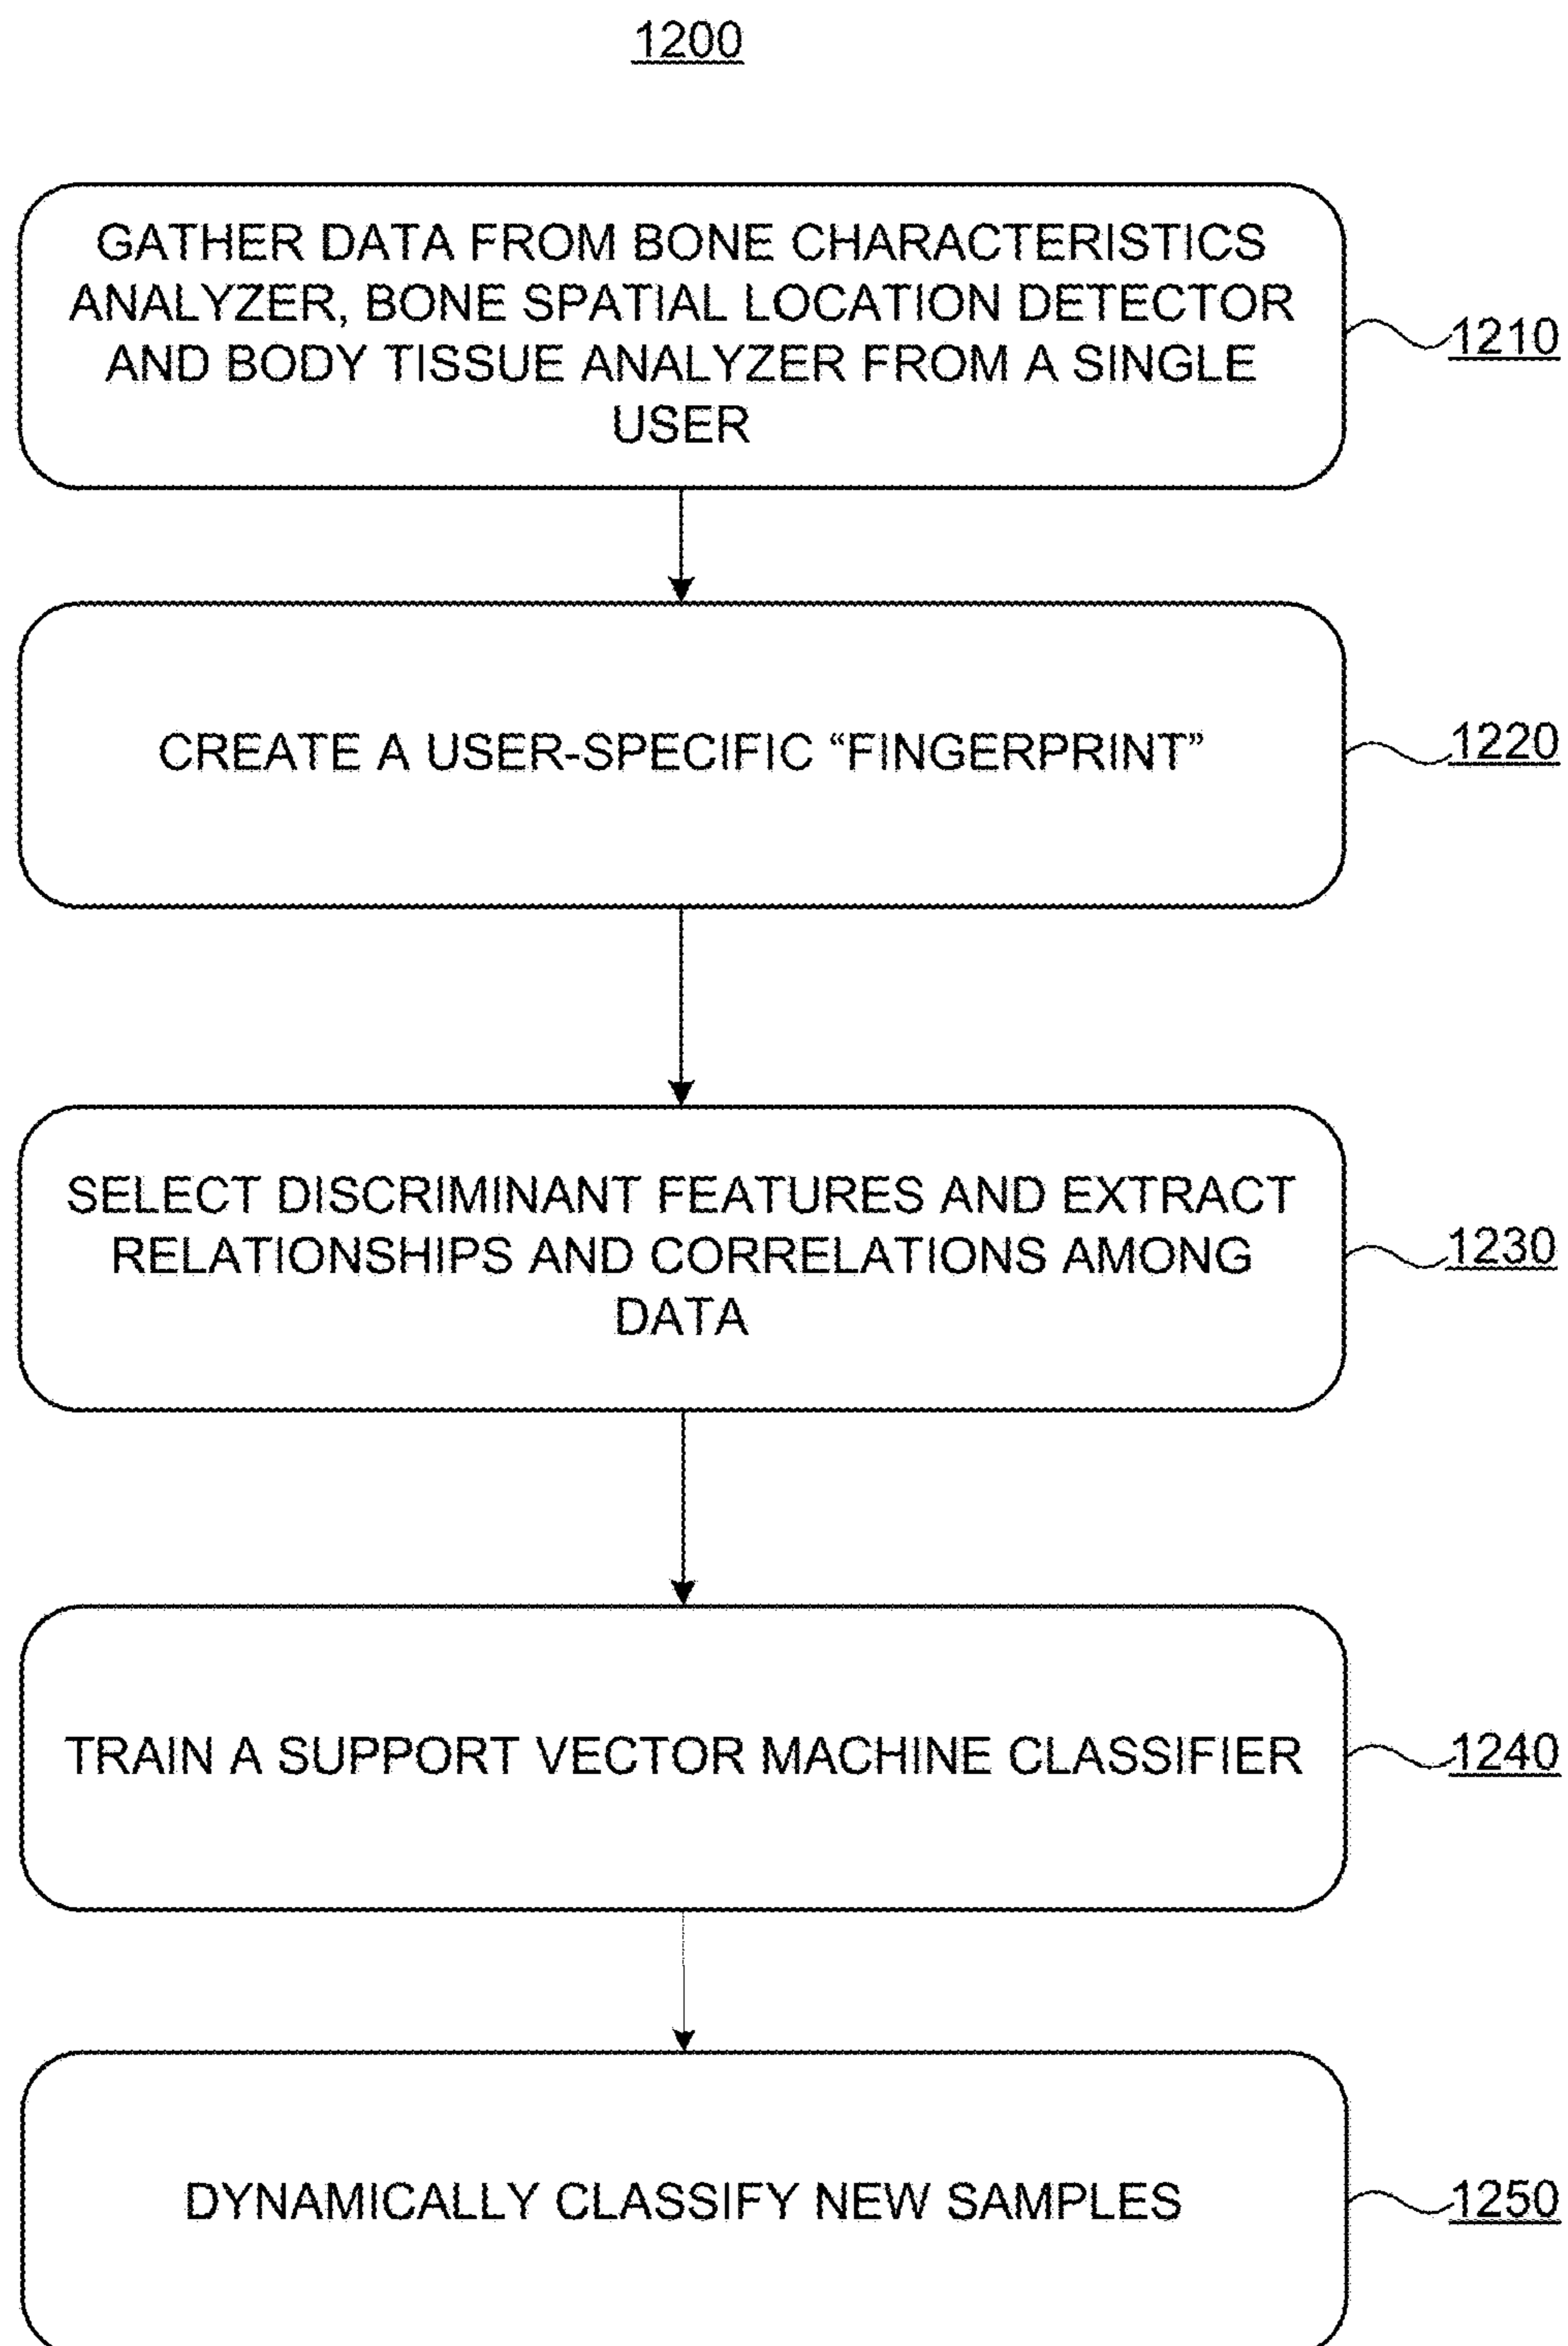 1200
GATHER DATA FROM BONE CHARACTERISTICS
ANALYZER, BONE SPATIAL LOCATION DETECTOR
AND BODY TISSUE ANALYZER FROM A SINGLE
USER
1210
CREATE A USER-SPECIFIC “FINGERPRINT”
1220
SELECT DISCRIMINANT FEATURES AND EXTRACT
RELATIONSHIPS AND CORRELATIONS AMONG
DATA
1230
TRAIN A SUPPORT VECTOR MACHINE CLASSIFIER
1240
DYNAMICALLY CLASSIFY NEW SAMPLES
1250